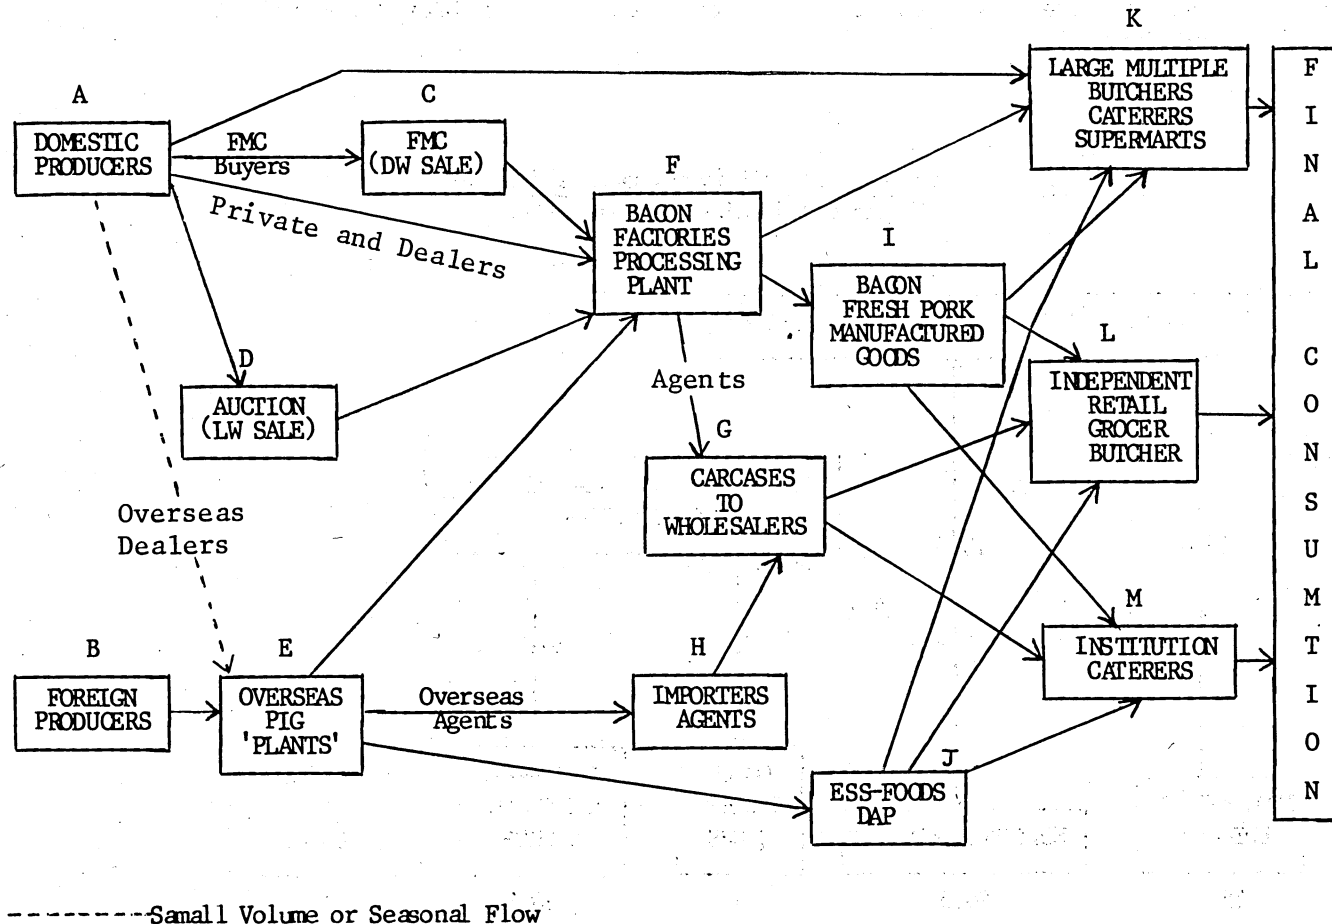 K
A
C
LARGE MULTIPLE
BUTCHERS
CATERERS
SUPERMARTS
DOMESTIC
PRODUCERS
FMC
Buyers
FMC
(DW SALE)
F
Private and Dealers
BACON
FACTORIES
PROCESSING
PLANT
I
BACON
FRESH PORK
MANUFACTURED
GOODS
D
AUCTION
(LW SALE)
Agents
L
INDEPENDENT
RETAIL
GROCER
BUTCHER
G
CARCASES
TO
WHOLESALERS
Overseas
Dealers
M
INSTITUTION
CATERERS
B
FOREIGN
PRODUCERS
E
OVERSEAS
PIG
'PLANTS'
Overseas
Agents
H
IMPORTERS
AGENTS
J
ESS-FOODS
DAP
FINAL CONSUMTION
Samall Volume or Seasonal Flow